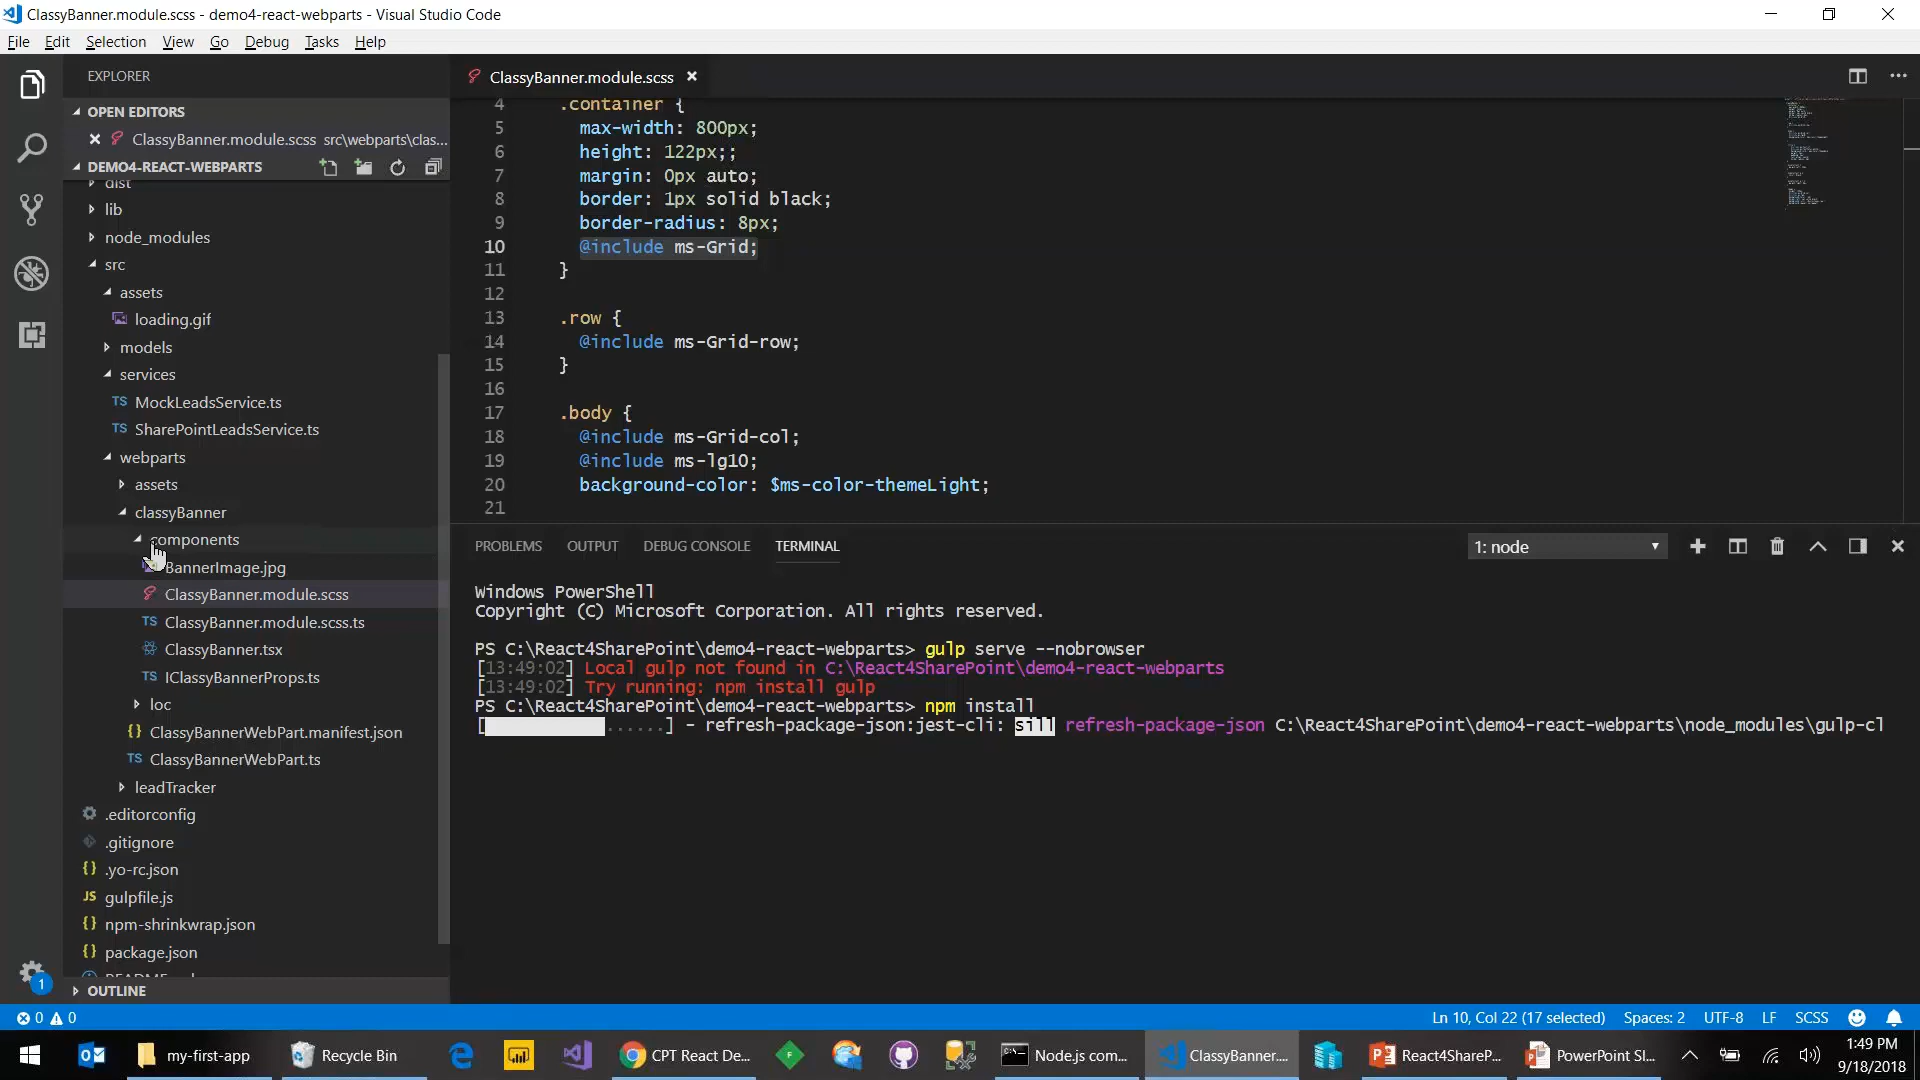 ClassyBanner.module.scss - demo4-react-webparts - Visual Studio Code
File Edit Selection View Go Debug Tasks Help
EXPLORER
OPEN EDITORS
ClassyBanner.module.scss src\webparts\clas...
DEMO4-REACT-WEBPARTS
dist
lib
node_modules
src
assets
loading.gif
models
services
TS MockLeadsService.ts
TS SharePointLeadsService.ts
webparts
assets
classyBanner
components
BannerImage.jpg
ClassyBanner.module.scss
TS ClassyBanner.module.scss.ts
ClassyBanner.tsx
TS IClassyBannerProps.ts
loc
{} ClassyBannerWebPart.manifest.json
TS ClassyBannerWebPart.ts
leadTracker
.editorconfig
.gitignore
{} .yo-rc.json
JS gulpfile.js
{} npm-shrinkwrap.json
{} package.json
OUTLINE
ClassyBanner.module.scss
4 .container {
5 max-width: 800px;
6 height: 122px;;
7 margin: 0px auto;
8 border: 1px solid black;
9 border-radius: 8px;
10 @include ms-Grid;
11 }
12
13 .row {
14 @include ms-Grid-row;
15 }
16
17 .body {
18 @include ms-Grid-col;
19 @include ms-lg10;
20 background-color: $ms-color-themeLight;
21
PROBLEMS OUTPUT DEBUG CONSOLE TERMINAL 1: node
Windows PowerShell
Copyright (C) Microsoft Corporation. All rights reserved.
PS C:\React4SharePoint\demo4-react-webparts> gulp serve --nobrowser
[13:49:02] Local gulp not found in C:\React4SharePoint\demo4-react-webparts
[13:49:02] Try running: npm install gulp
PS C:\React4SharePoint\demo4-react-webparts> npm install
[ ......] - refresh-package-json:jest-cli: sill refresh-package-json C:\React4SharePoint\demo4-react-webparts\node_modules\gulp-cl
1
0 0 Ln 10, Col 22 (17 selected) Spaces: 2 UTF-8 LF SCSS
my-first-app Recycle Bin CPT React De... Node.js com... ClassyBanner.... React4ShareP... PowerPoint Sl... 1:49 PM
9/18/2018